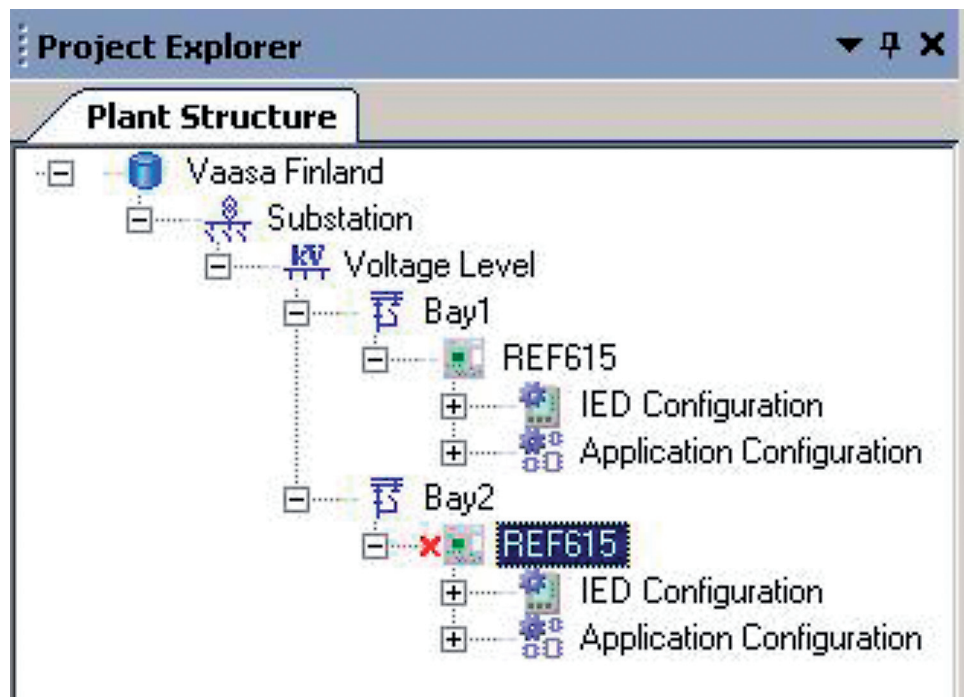 Project Explorer
Plant Structure
Vaasa Finland
Substation
kV Voltage Level
Bay1
REF615
IED Configuration
Application Configuration
Bay2
REF615
IED Configuration
Application Configuration